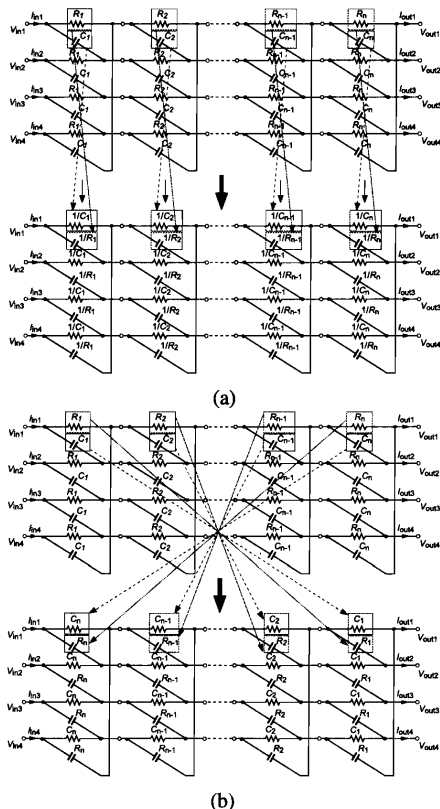 R1 R2 Rn-1 Rn
Iin1 Iout1
Vin1 C1 C2 Cn-1 Cn Vout1
Iin2 R1 R2 Rn-1 Rn Iout2
Vin2 C1 C2 Cn-1 Cn Vout2
Iin3 R1 R2 Rn-1 Rn Iout3
Vin3 C1 C2 Cn-1 Cn Vout3
Iin4 R1 R2 Rn-1 Rn Iout4
Vin4 C1 C2 Cn-1 Cn Vout4
Iin1 1/C1 1/C2 1/Cn-1 1/Cn Iout1
Vin1 1/R1 1/R2 1/Rn-1 1/Rn Vout1
Iin2 1/C1 1/C2 1/Cn-1 1/Cn Iout2
Vin2 1/R1 1/R2 1/Rn-1 1/Rn Vout2
Iin3 1/C1 1/C2 1/Cn-1 1/Cn Iout3
Vin3 1/R1 1/R2 1/Rn-1 1/Rn Vout3
Iin4 1/C1 1/C2 1/Cn-1 1/Cn Iout4
Vin4 1/R1 1/R2 1/Rn-1 1/Rn Vout4
(a)
R1 R2 Rn-1 Rn
Iin1 Iout1
Vin1 C1 C2 Cn-1 Cn Vout1
Iin2 R1 R2 Rn-1 Rn Iout2
Vin2 C1 C2 Cn-1 Cn Vout2
Iin3 R1 R2 Rn-1 Rn Iout3
Vin3 C1 C2 Cn-1 Cn Vout3
Iin4 R1 R2 Rn-1 Rn Iout4
Vin4 C1 C2 Cn-1 Cn Vout4
Iin1 Cn Cn-1 C2 C1 Iout1
Vin1 Rn Rn-1 R2 R1 Vout1
Iin2 Cn Cn-1 C2 C1 Iout2
Vin2 Rn Rn-1 R2 R1 Vout2
Iin3 Cn Cn-1 C2 C1 Iout3
Vin3 Rn Rn-1 R2 R1 Vout3
Iin4 Cn Cn-1 C2 C1 Iout4
Vin4 Rn Rn-1 R2 R1 Vout4
(b)